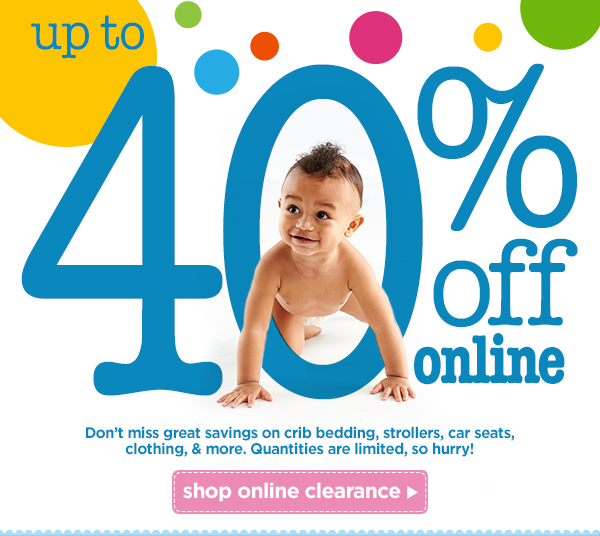 up to
40%
off
online
Don't miss great savings on crib bedding, strollers, car seats,
clothing, & more. Quantities are limited, so hurry!
shop online clearance